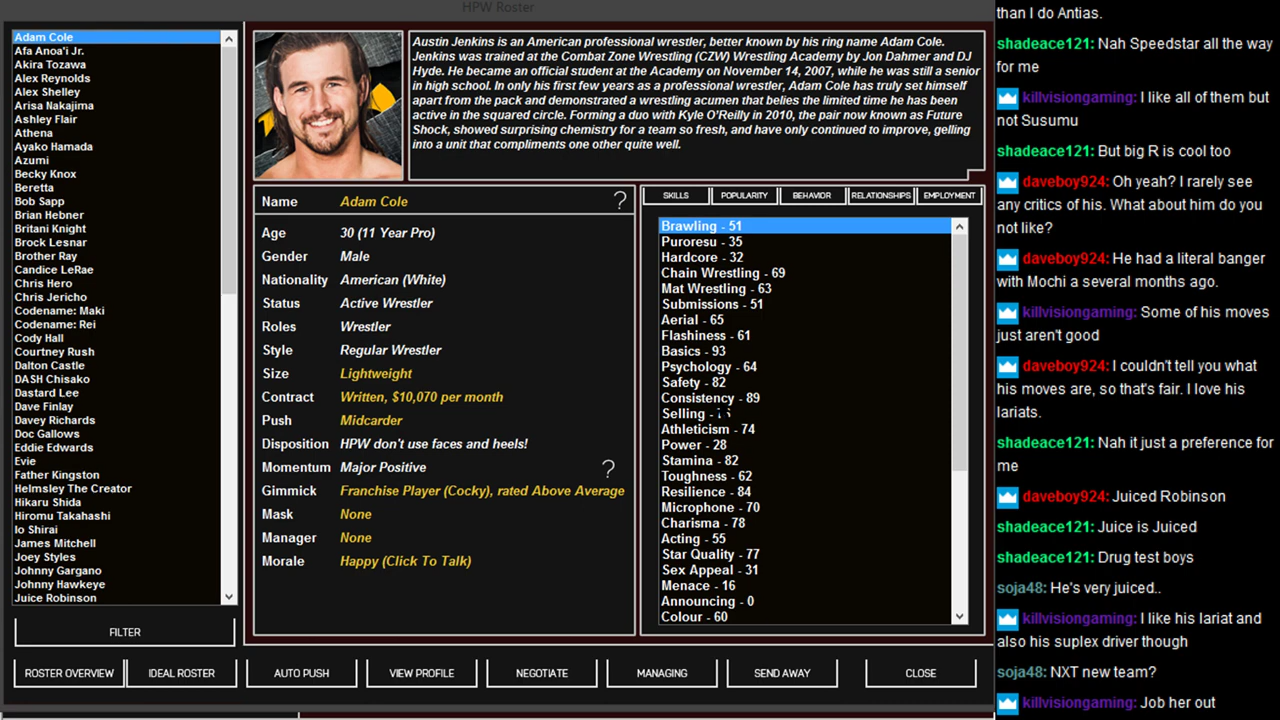 HPW Roster
Adam Cole
Afa Anoa'i Jr.
Akira Tozawa
Alex Reynolds
Alex Shelley
Arisa Nakajima
Ashley Flair
Athena
Ayako Hamada
Azumi
Becky Knox
Beretta
Bob Sapp
Brian Hebner
Britani Knight
Brock Lesnar
Brother Ray
Candice LeRae
Chris Hero
Chris Jericho
Codename: Maki
Codename: Rei
Cody Hall
Courtney Rush
Dalton Castle
DASH Chisako
Dastard Lee
Dave Finlay
Davey Richards
Doc Gallows
Eddie Edwards
Evie
Father Kingston
Helmsley The Creator
Hikaru Shida
Hiromu Takahashi
Io Shirai
James Mitchell
Joey Styles
Johnny Gargano
Johnny Hawkeye
Juice Robinson
FILTER
Austin Jenkins is an American professional wrestler, better known by his ring name Adam Cole.
Jenkins was trained at the Combat Zone Wrestling (CZW) Wrestling Academy by Jon Dahmer and DJ
Hyde. He became an official student at the Academy on November 14, 2007, while he was still a senior
in high school. In only his first few years as a professional wrestler, Adam Cole has truly set himself
apart from the pack and demonstrated a wrestling acumen that belies the limited time he has been
active in the squared circle. Forming a duo with Kyle O'Reilly in 2010, the pair now known as Future
Shock, showed surprising chemistry for a team so fresh, and have only continued to improve, gelling
into a unit that compliments one other quite well.
Name Adam Cole ?
Age 30 (11 Year Pro)
Gender Male
Nationality American (White)
Status Active Wrestler
Roles Wrestler
Style Regular Wrestler
Size Lightweight
Contract Written, $10,070 per month
Push Midcarder
Disposition HPW don't use faces and heels!
Momentum Major Positive ?
Gimmick Franchise Player (Cocky), rated Above Average
Mask None
Manager None
Morale Happy (Click To Talk)
SKILLS POPULARITY BEHAVIOR RELATIONSHIPS EMPLOYMENT
Brawling - 51
Puroresu - 35
Hardcore - 32
Chain Wrestling - 69
Mat Wrestling - 63
Submissions - 51
Aerial - 65
Flashiness - 61
Basics - 93
Psychology - 64
Safety - 82
Consistency - 89
Selling -
Athleticism - 74
Power - 28
Stamina - 82
Toughness - 62
Resilience - 84
Microphone - 70
Charisma - 78
Acting - 55
Star Quality - 77
Sex Appeal - 31
Menace - 16
Announcing - 0
Colour - 60
ROSTER OVERVIEW IDEAL ROSTER AUTO PUSH VIEW PROFILE NEGOTIATE MANAGING SEND AWAY CLOSE
than I do Antias.
shadeace121: Nah Speedstar all the way
for me
killvisiongaming: I like all of them but
not Susumu
shadeace121: But big R is cool too
daveboy924: Oh yeah? I rarely see
any critics of his. What about him do you
not like?
daveboy924: He had a literal banger
with Mochi a several months ago.
killvisiongaming: Some of his moves
just aren't good
daveboy924: I couldn't tell you what
his moves are, so that's fair. I love his
lariats.
shadeace121: Nah it just a preference for
me
daveboy924: Juiced Robinson
shadeace121: Juice is Juiced
shadeace121: Drug test boys
soja48: He's very juiced..
killvisiongaming: I like his lariat and
also his suplex driver though
soja48: NXT new team?
killvisiongaming: Job her out